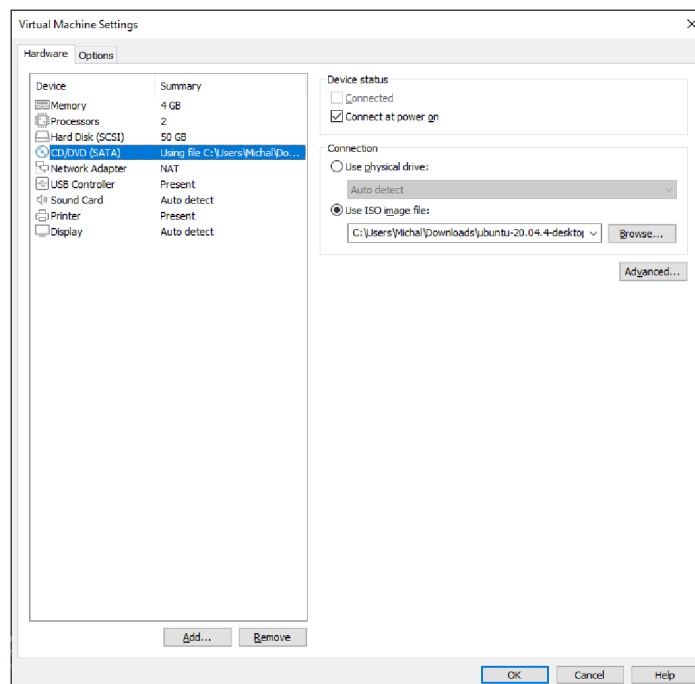 Virtual Machine Settings
Hardware Options
Device Summary
Memory 4 GB
Processors 2
Hard Disk (SCSI) 50 GB
CD/DVD (SATA) Using file C:\Users\Michal\Do...
Network Adapter NAT
USB Controller Present
Sound Card Auto detect
Printer Present
Display Auto detect
Add... Remove
Device status
Connected
Connect at power on
Connection
Use physical drive:
Auto detect
Use ISO image file:
C:\Users\Michal\Downloads\ubuntu-20.04.4-desktop Browse...
Advanced...
OK Cancel Help